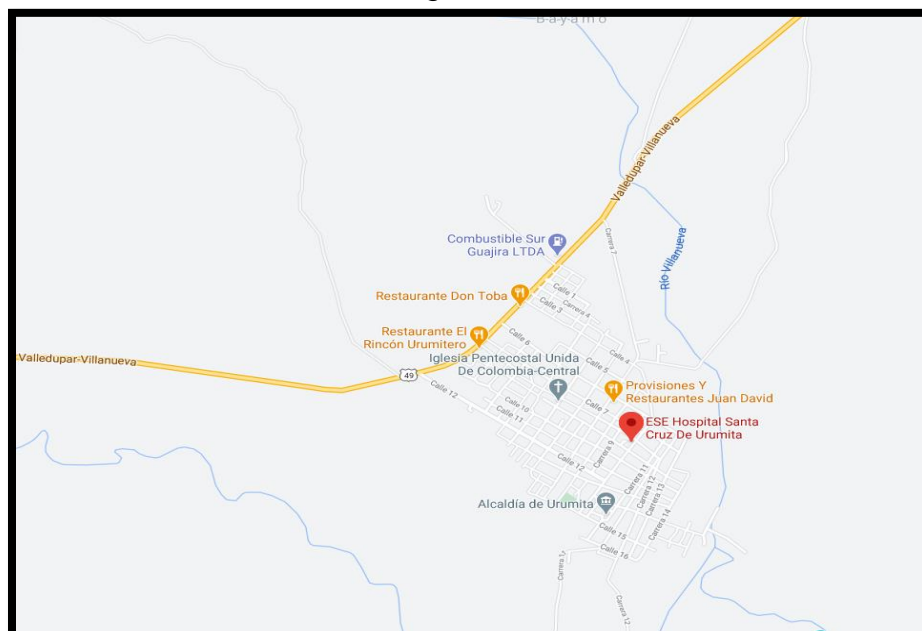 Bayamo
Valledupar-Villanueva
Carrera 7
Río Villanueva
Combustible Sur
Guajira LTDA
Calle 1
Restaurante Don Toba
Calle 3
Carrera 4
Restaurante El
Rincón Urumitero
Calle 6
Calle 4
Iglesia Pentecostal Unida
De Colombia-Central
Calle 5
Valledupar-Villanueva
49
Calle 12
Provisiones Y
Restaurantes Juan David
Calle 10
Calle 7
Calle 11
ESE Hospital Santa
Cruz De Urumita
Carrera 9
Calle 12
Carrera 11
Carrera 12
Carrera 13
Alcaldía de Urumita
Carrera 14
Calle 15
Calle 16